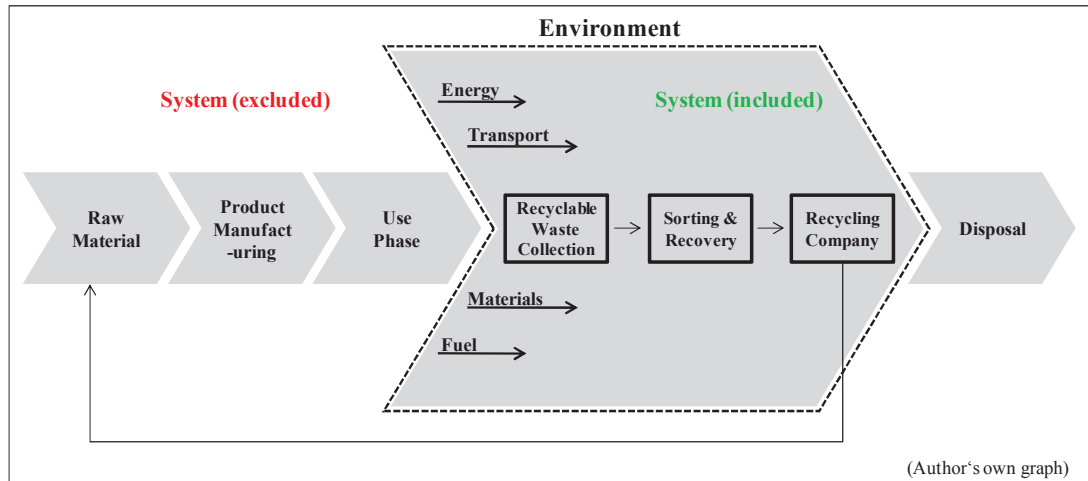 Environment
System (excluded)
System (included)
Energy
Transport
Raw
Material
Product
Manufact
-uring
Use
Phase
Recyclable
Waste
Collection
Sorting &
Recovery
Recycling
Company
Disposal
Materials
Fuel
(Author‘s own graph)